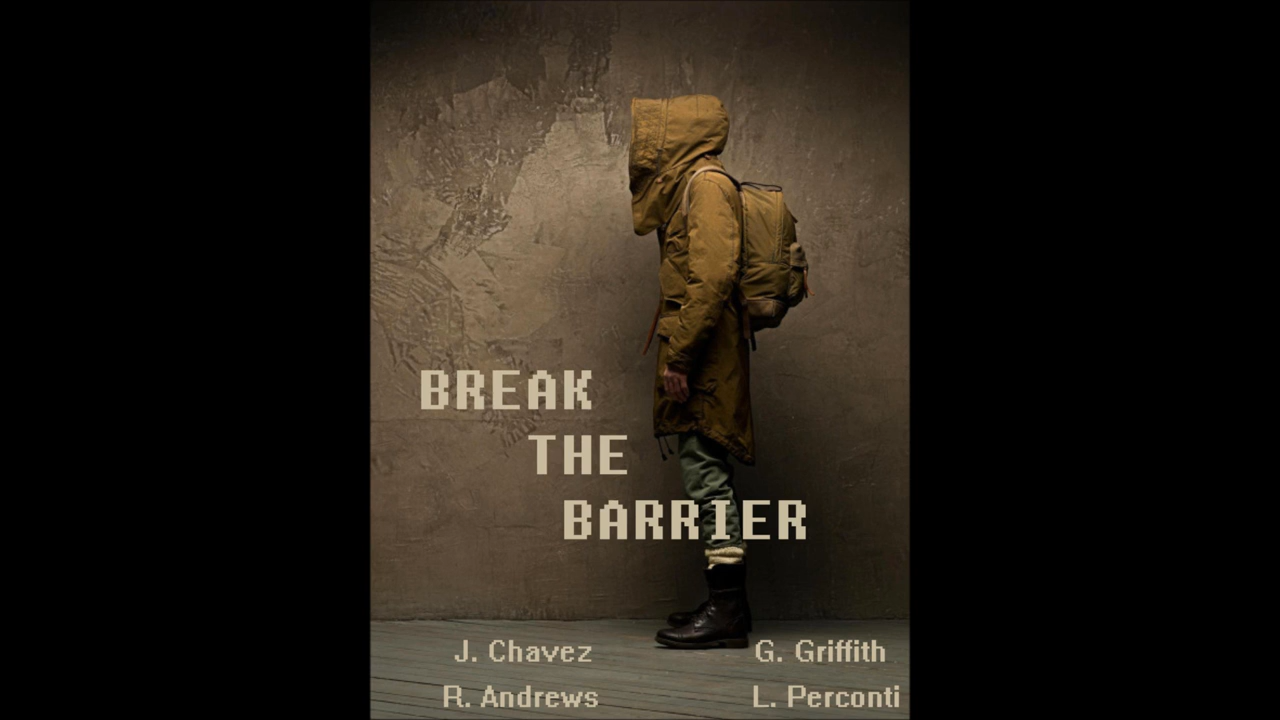 BREAK
THE
BARRIER
J. Chavez
G. Griffith
R. Andrews
L. Perconti